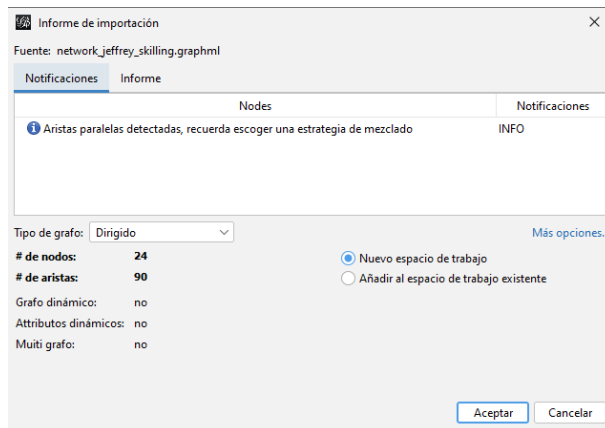 Informe de importación
Fuente: network_jeffrey_skilling.graphml
Notificaciones Informe
Nodes Notificaciones
Aristas paralelas detectadas, recuerda escoger una estrategia de mezclado INFO
Tipo de grafo: Dirigido Más opciones.
# de nodos: 24 Nuevo espacio de trabajo
# de aristas: 90 Añadir al espacio de trabajo existente
Grafo dinámico: no
Attributos dinámicos: no
Muiti grafo: no
Aceptar Cancelar